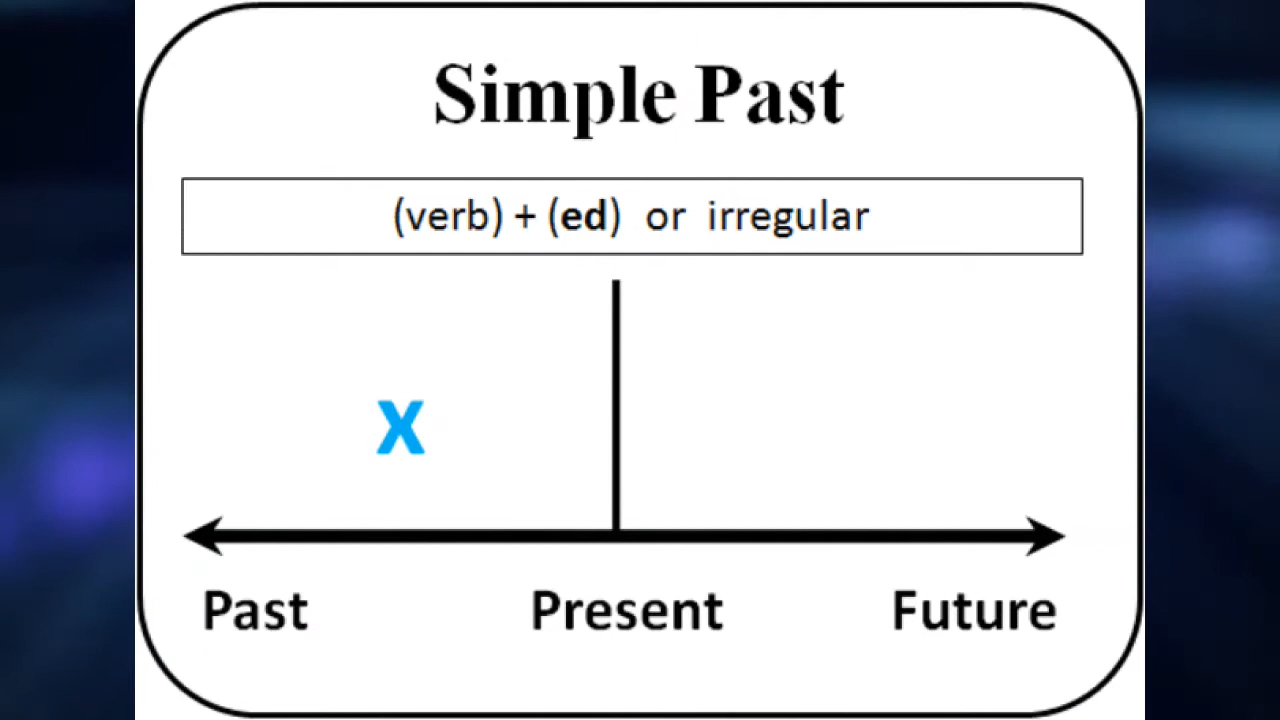 Simple Past
(verb) + (ed) or irregular
X
Past Present Future